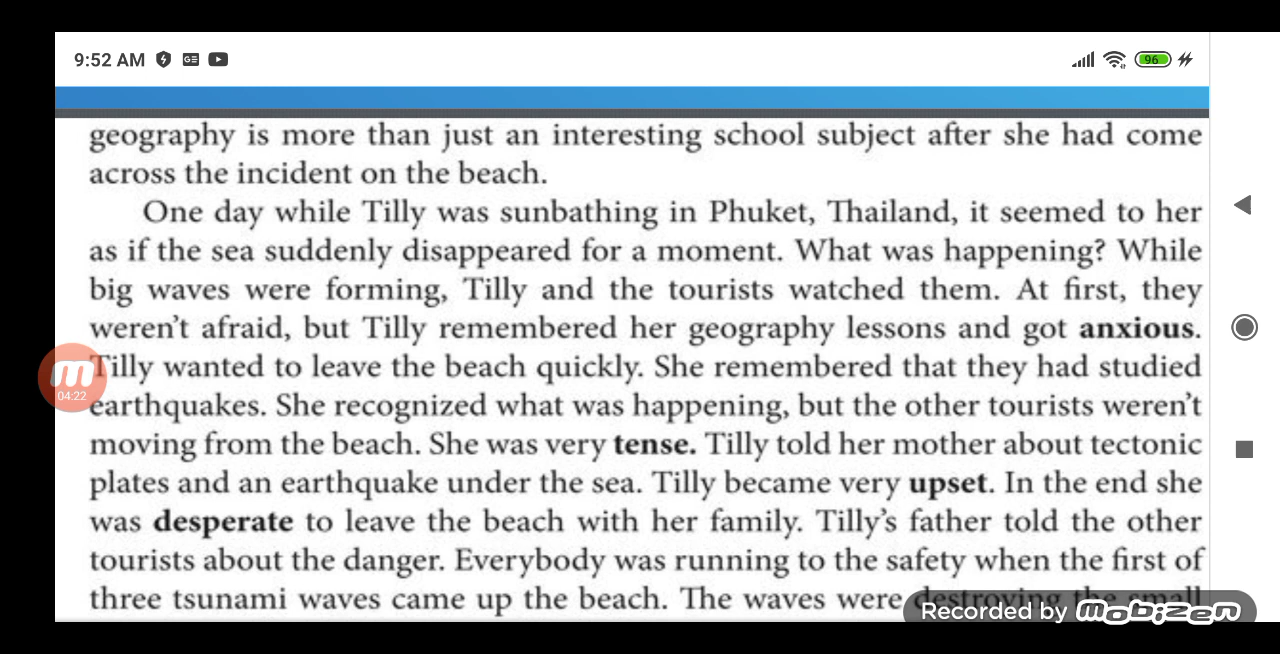 9:52 AM
96
geography is more than just an interesting school subject after she had come
across the incident on the beach.
One day while Tilly was sunbathing in Phuket, Thailand, it seemed to her
as if the sea suddenly disappeared for a moment. What was happening? While
big waves were forming, Tilly and the tourists watched them. At first, they
weren't afraid, but Tilly remembered her geography lessons and got anxious.
Tilly wanted to leave the beach quickly. She remembered that they had studied
04:22
earthquakes. She recognized what was happening, but the other tourists weren't
moving from the beach. She was very tense. Tilly told her mother about tectonic
plates and an earthquake under the sea. Tilly became very upset. In the end she
was desperate to leave the beach with her family. Tilly's father told the other
tourists about the danger. Everybody was running to the safety when the first of
three tsunami waves came up the beach. The waves were destroying the small
Recorded by mobizen